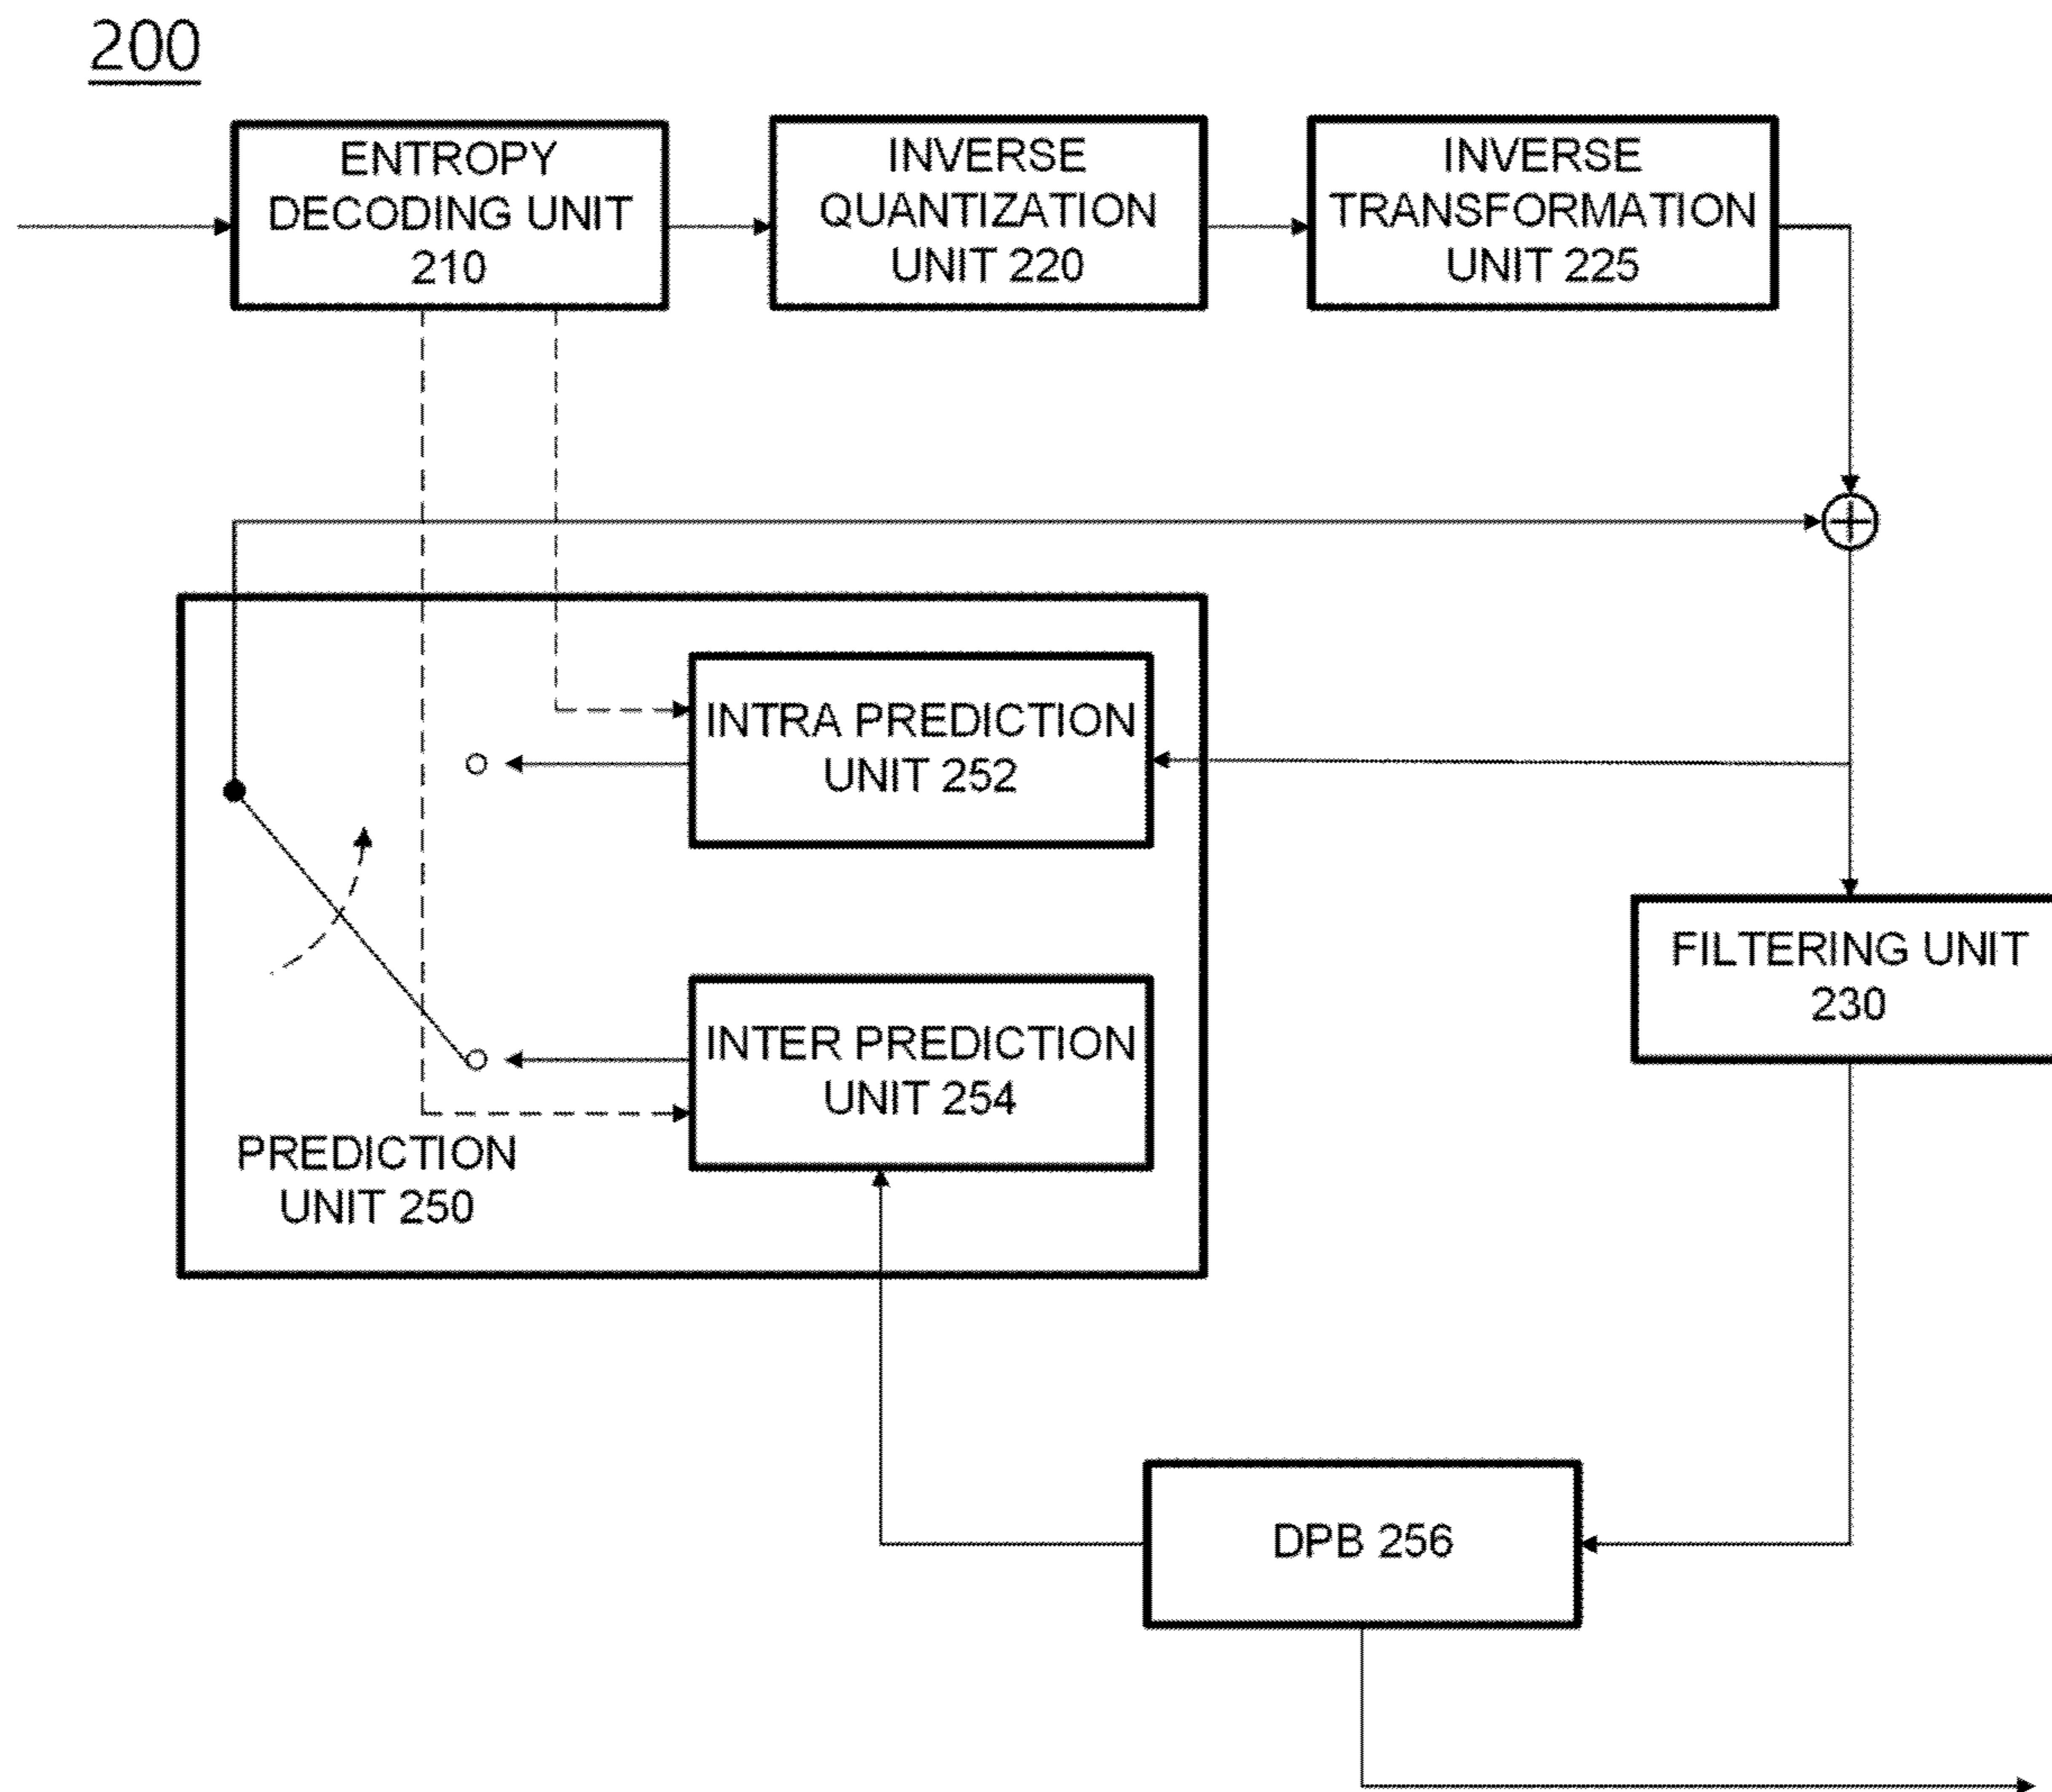 200
ENTROPY
DECODING UNIT
210
INVERSE
QUANTIZATION
UNIT 220
INVERSE
TRANSFORMATION
UNIT 225
INTRA PREDICTION
UNIT 252
INTER PREDICTION
UNIT 254
PREDICTION
UNIT 250
FILTERING UNIT
230
DPB 256